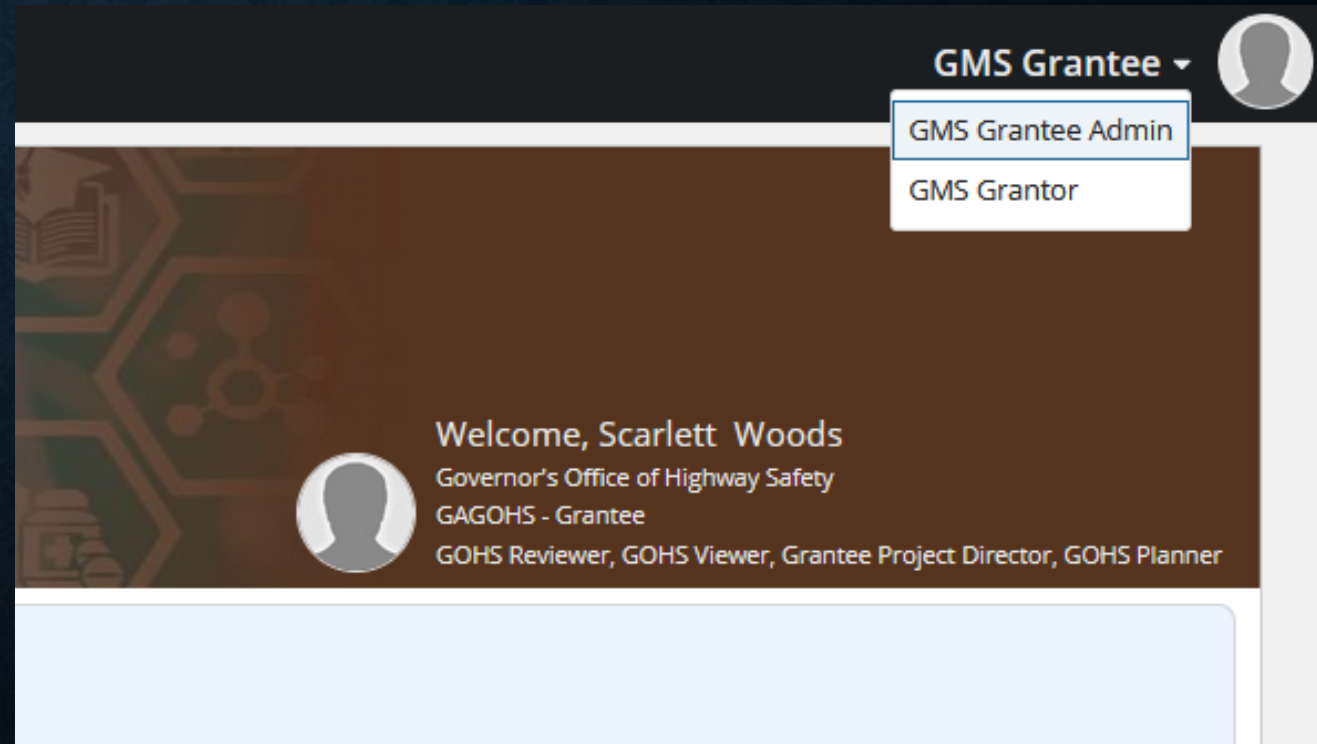 GMS Grantee
GMS Grantee Admin
GMS Grantor
Welcome, Scarlett Woods
Governor's Office of Highway Safety
GAGOHS - Grantee
GOHS Reviewer, GOHS Viewer, Grantee Project Director, GOHS Planner